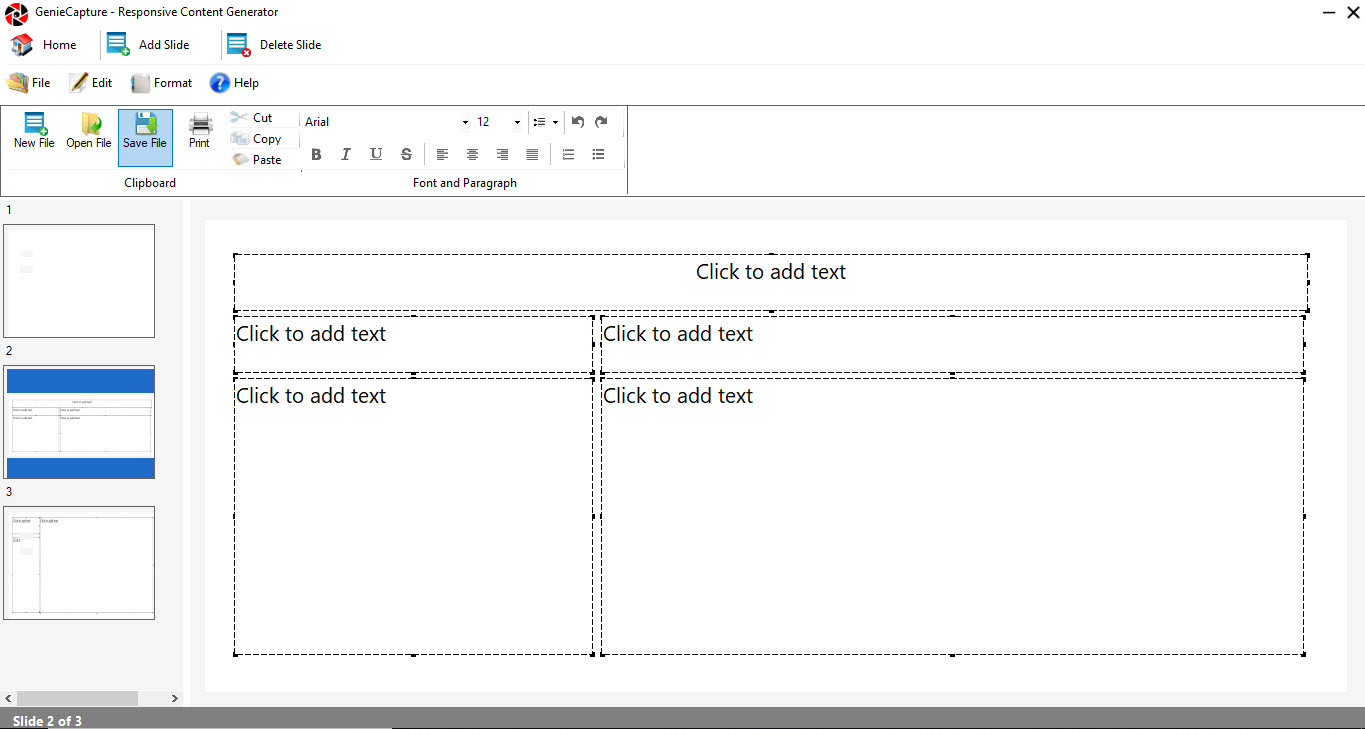 GenieCapture - Responsive Content Generator
Home Add Slide Delete Slide
File Edit Format Help
New File Open File Save File Print Cut Copy Paste Arial 12
Clipboard Font and Paragraph
1
2
3
Click to add text
Click to add text Click to add text
Click to add text Click to add text
Slide 2 of 3